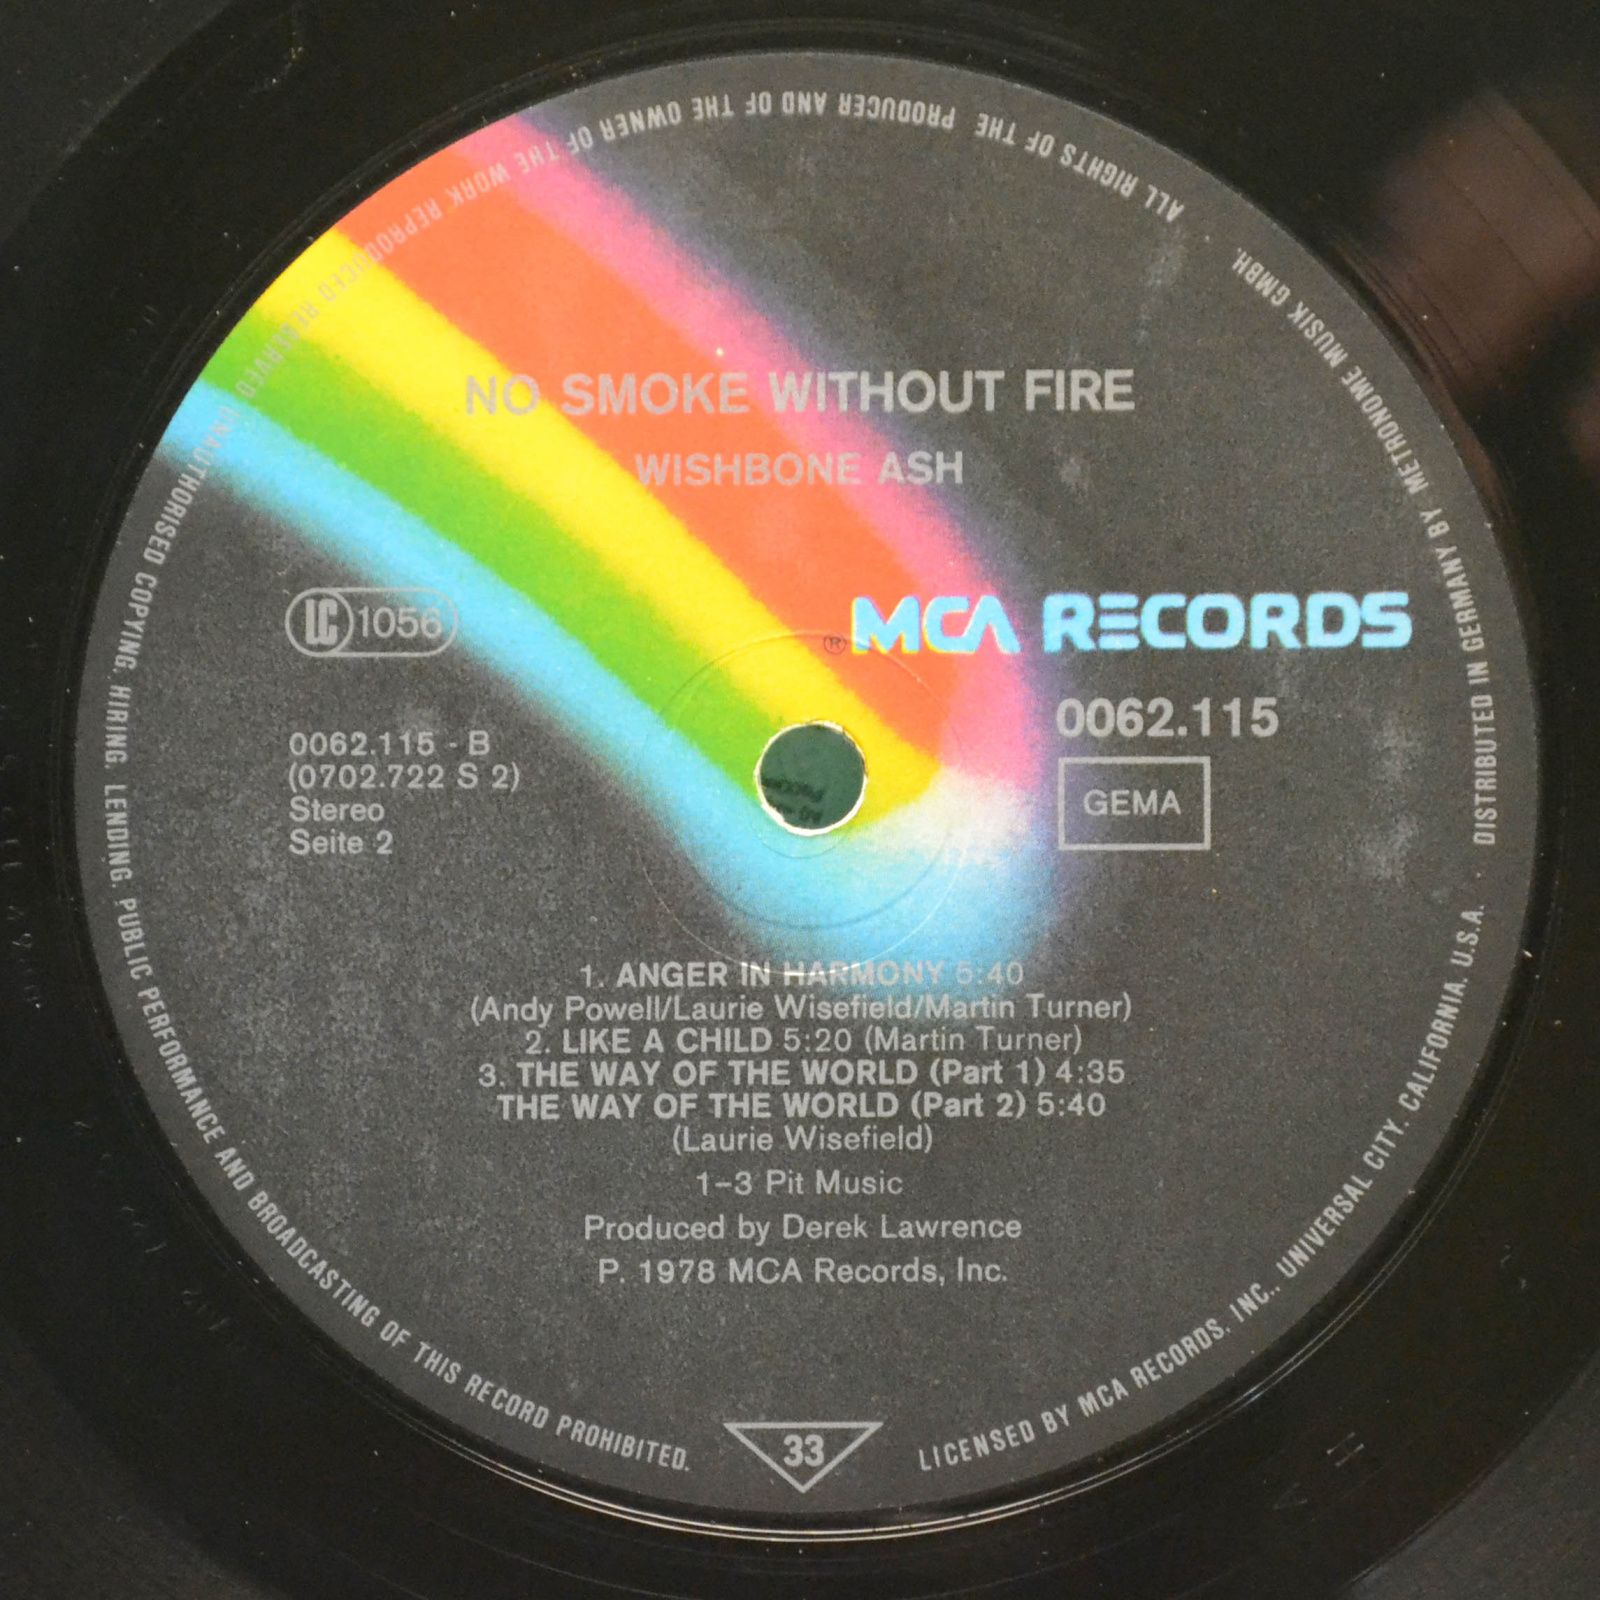 NO SMOKE WITHOUT FIRE
WISHBONE ASH
LC 1056
® MCA RECORDS
0062.115
GEMA
0062.115 - B
(0702.722 S 2)
Stereo
Seite 2
1. ANGER IN HARMONY 5:40
(Andy Powell/Laurie Wisefield/Martin Turner)
2. LIKE A CHILD 5:20 (Martin Turner)
3. THE WAY OF THE WORLD (Part 1) 4:35
THE WAY OF THE WORLD (Part 2) 5:40
(Laurie Wisefield)
1–3 Pit Music
Produced by Derek Lawrence
P. 1978 MCA Records, Inc.
33
ALL RIGHTS OF THE PRODUCER AND OF THE OWNER OF THE WORK REPRODUCED RESERVED. UNAUTHORISED COPYING, HIRING, LENDING, PUBLIC PERFORMANCE AND BROADCASTING OF THIS RECORD PROHIBITED.
LICENSED BY MCA RECORDS, INC., UNIVERSAL CITY, CALIFORNIA, U.S.A.
DISTRIBUTED IN GERMANY BY METRONOME MUSIK GMBH.